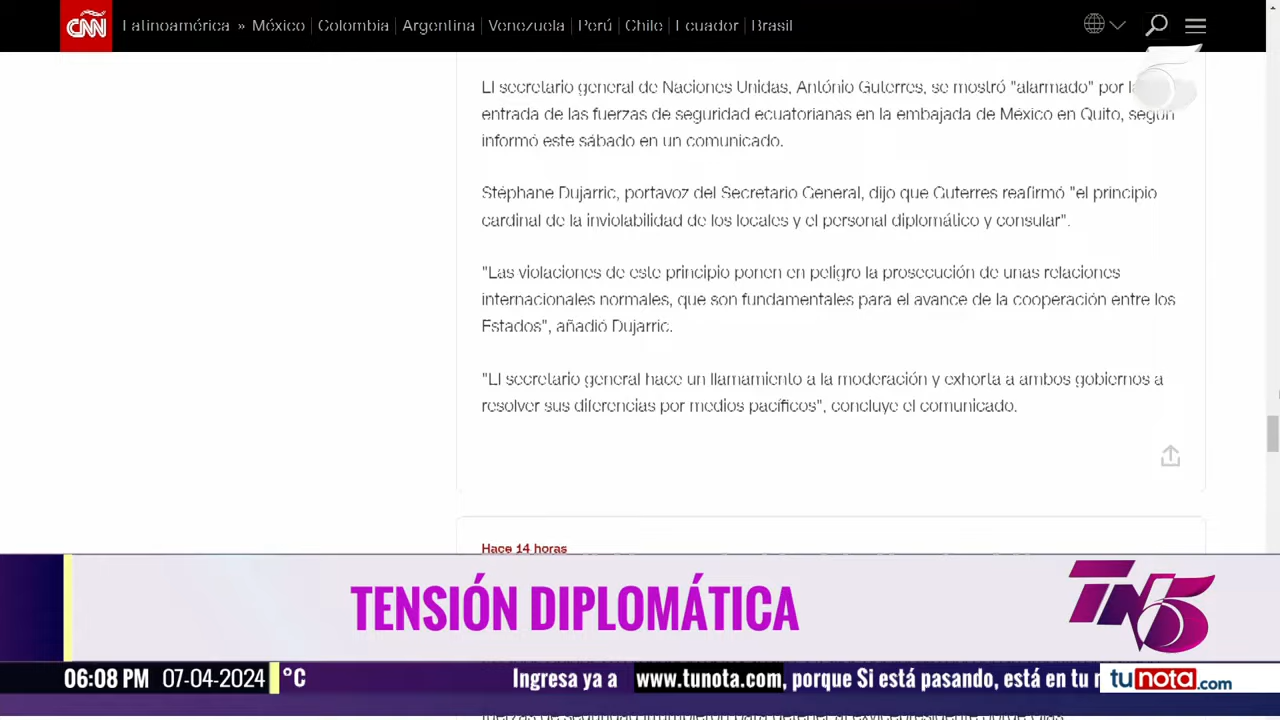 CNN Latinoamérica » México | Colombia | Argentina | Venezuela | Perú | Chile | Ecuador | Brasil
El secretario general de Naciones Unidas, António Guterres, se mostró "alarmado" por la
entrada de las fuerzas de seguridad ecuatorianas en la embajada de México en Quito, según
informó este sábado en un comunicado.
Stéphane Dujarric, portavoz del Secretario General, dijo que Guterres reafirmó "el principio
cardinal de la inviolabilidad de los locales y el personal diplomático y consular".
"Las violaciones de este principio ponen en peligro la prosecución de unas relaciones
internacionales normales, que son fundamentales para el avance de la cooperación entre los
Estados", añadió Dujarric.
"El secretario general hace un llamamiento a la moderación y exhorta a ambos gobiernos a
resolver sus diferencias por medios pacíficos", concluye el comunicado.
Hace 14 horas
TENSIÓN DIPLOMÁTICA
TN5
06:08 PM 07-04-2024 °C Ingresa ya a www.tunota.com, porque Si está pasando, está en tu
tunota.com